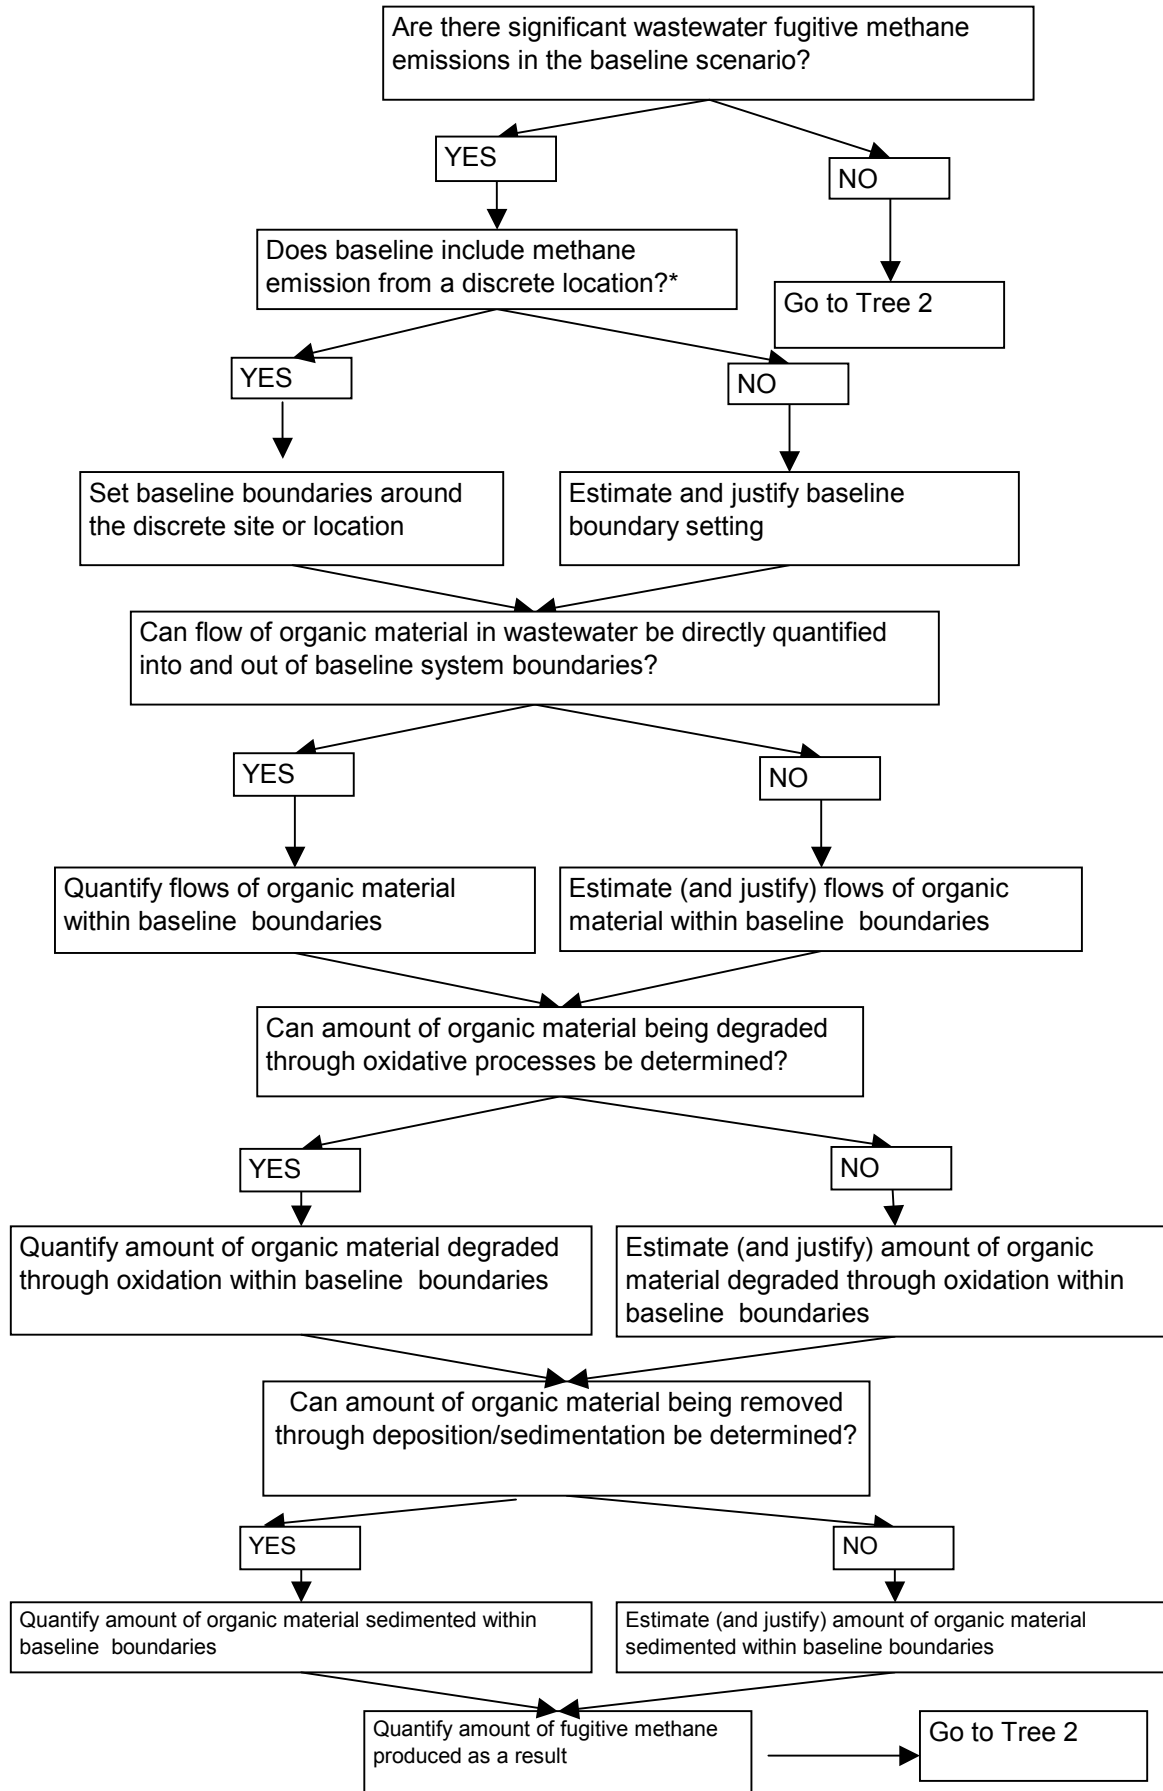 Are there significant wastewater fugitive methane
emissions in the baseline scenario?
YES
NO
Does baseline include methane
emission from a discrete location?*
Go to Tree 2
YES
NO
Set baseline boundaries around
the discrete site or location
Estimate and justify baseline
boundary setting
Can flow of organic material in wastewater be directly quantified
into and out of baseline system boundaries?
YES
NO
Quantify flows of organic material
within baseline  boundaries
Estimate (and justify) flows of organic
material within baseline  boundaries
Can amount of organic material being degraded
through oxidative processes be determined?
YES
NO
Quantify amount of organic material degraded
through oxidation within baseline  boundaries
Estimate (and justify) amount of organic
material degraded through oxidation within
baseline  boundaries
Can amount of organic material being removed
through deposition/sedimentation be determined?
YES
NO
Quantify amount of organic material sedimented within
baseline  boundaries
Estimate (and justify) amount of organic material
sedimented within baseline boundaries
Quantify amount of fugitive methane
produced as a result
Go to Tree 2